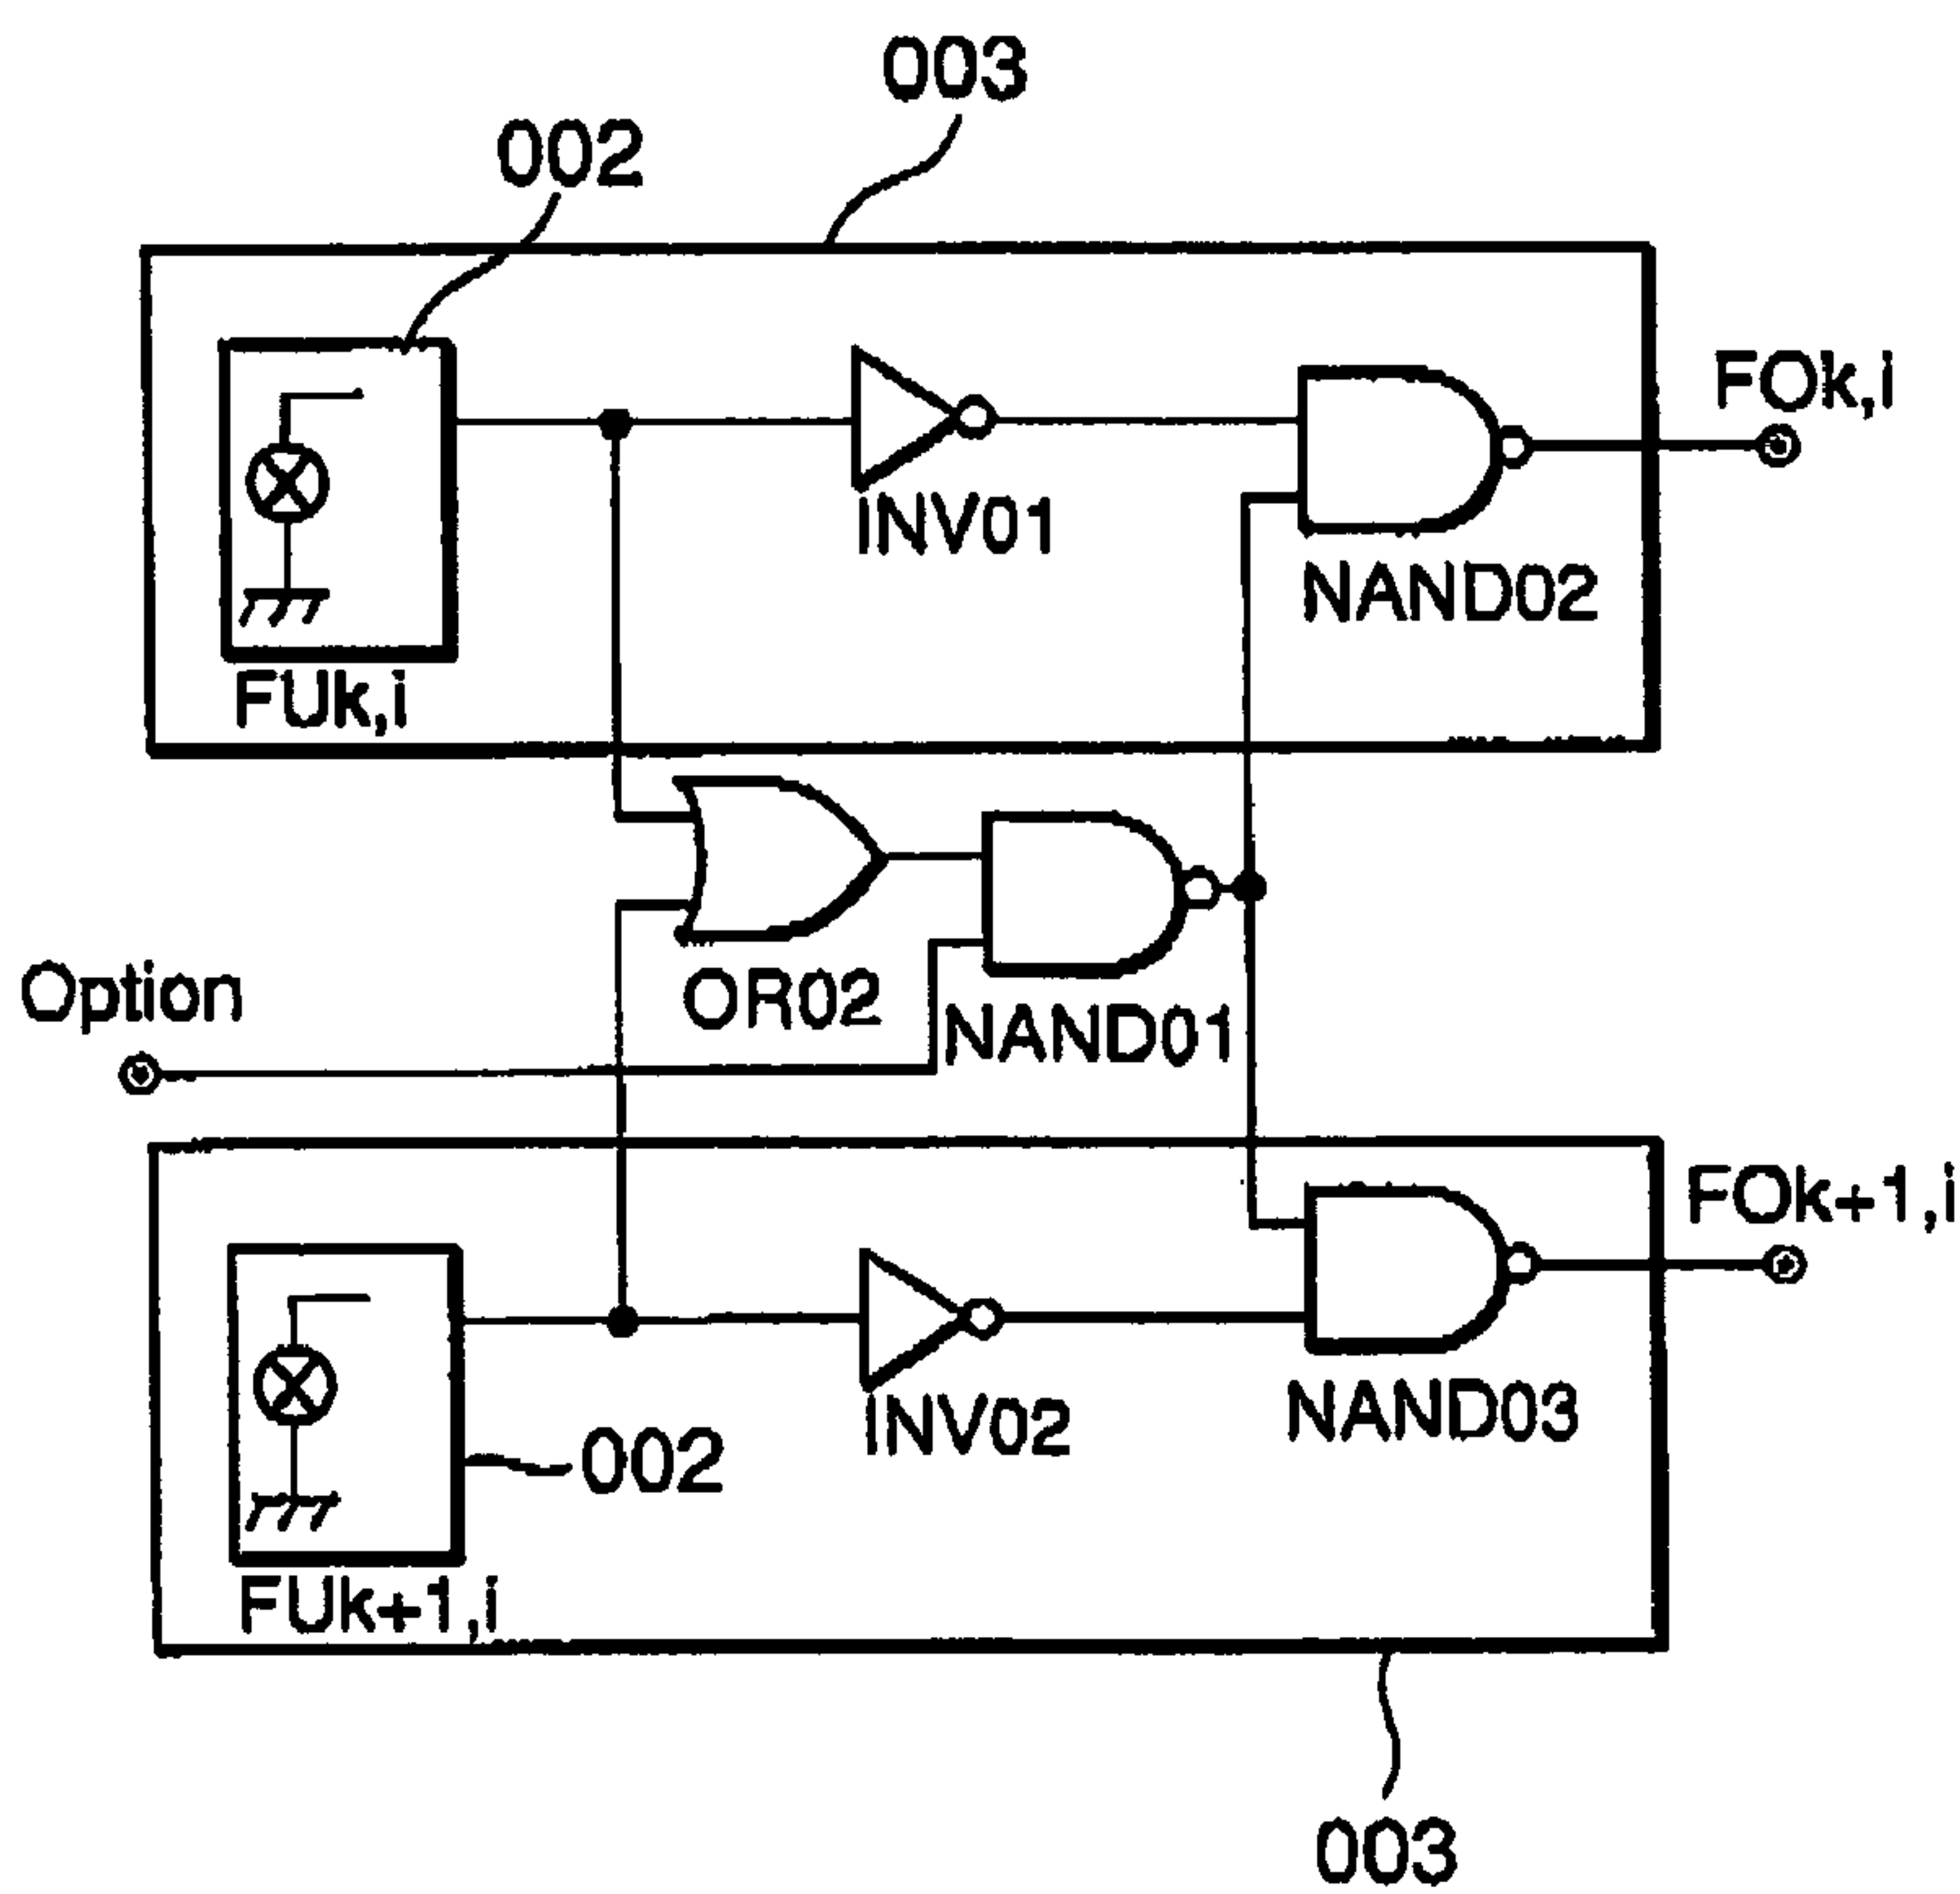 003
002
FOk,i
INV01
NAND02
FUk,i
Option
OR02
NAND01
FOk+1,i
INV02
NAND03
002
FUk+1,i
003